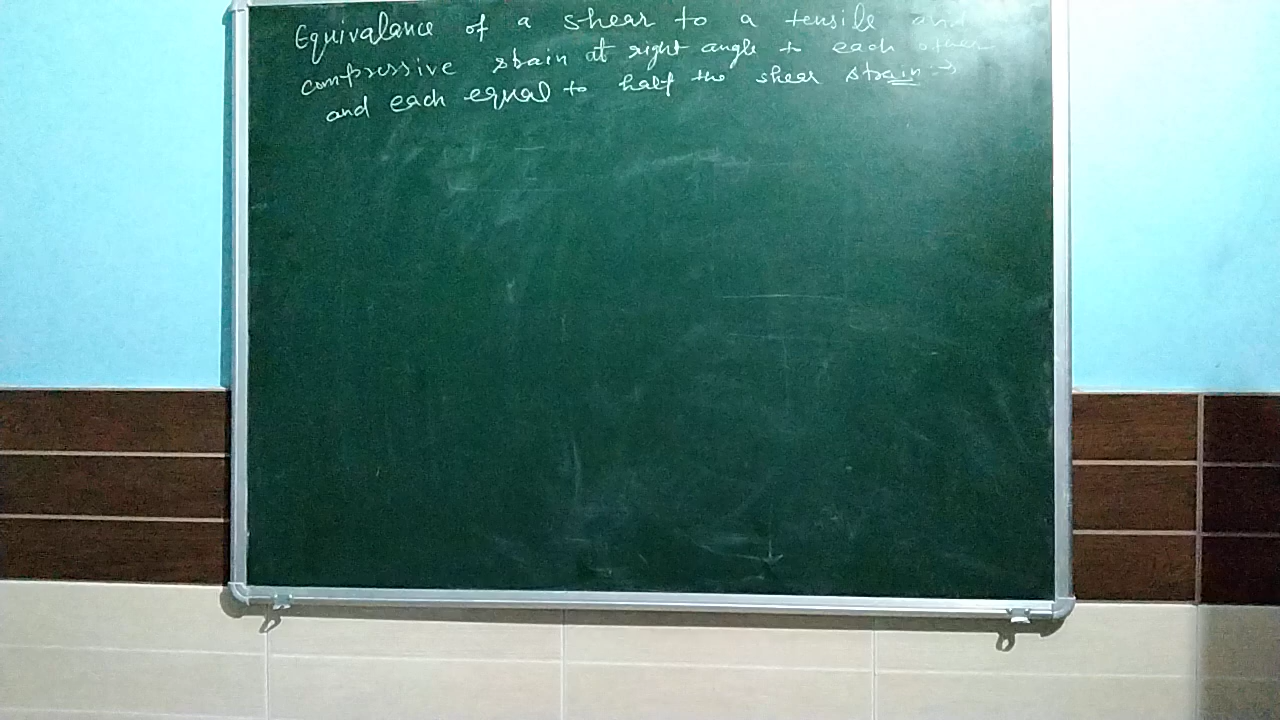 Equivalance of a shear to a tensile and
compressive strain at right angle to each other
and each equal to half the shear strain :->